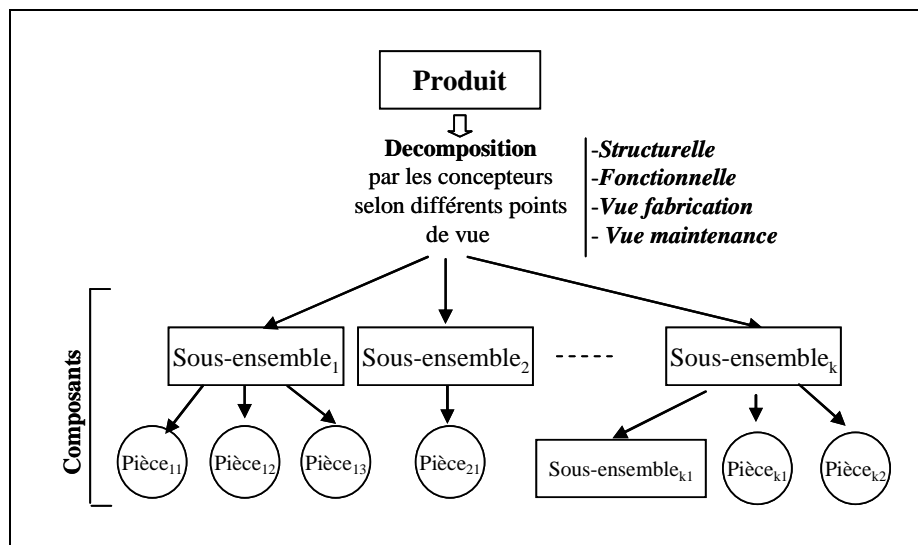 Produit
Decomposition
par les concepteurs
selon différents points
de vue
-Structurelle
-Fonctionnelle
-Vue fabrication
- Vue maintenance
Composants
Sous-ensemble1
Sous-ensemble2
-----
Sous-ensemblek
Pièce11
Pièce12
Pièce13
Pièce21
Sous-ensemblek1
Piècek1
Piècek2